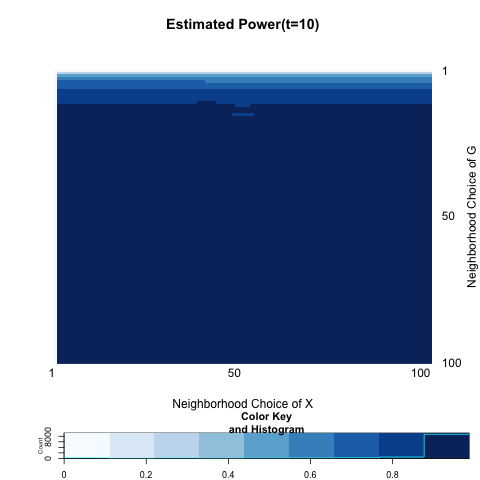 Estimated Power(t=10)
1
50
100
Neighborhood Choice of G
1
50
100
Neighborhood Choice of X
Color Key
and Histogram
Count
0
8000
0
0.2
0.4
0.6
0.8